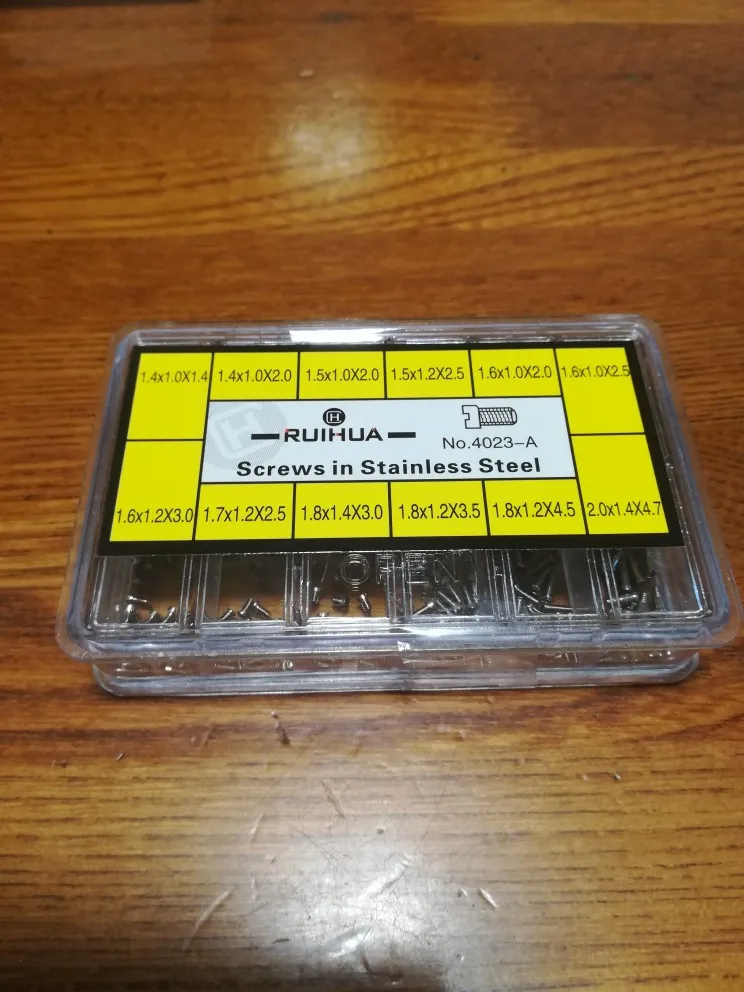 1.4x1.0X1.4 1.4x1.0X2.0 1.5x1.0X2.0 1.5x1.2X2.5 1.6x1.0X2.0 1.6x1.0X2.5
H
H
RUIHUA
No.4023-A
Screws in Stainless Steel
1.6x1.2X3.0 1.7x1.2X2.5 1.8x1.4X3.0 1.8x1.2X3.5 1.8x1.2X4.5 2.0x1.4X4.7
OPEN